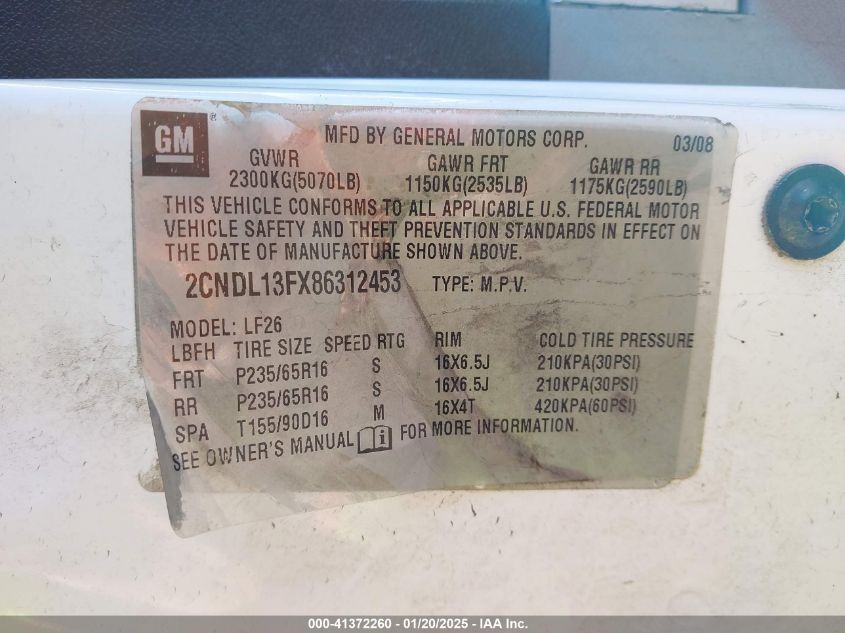 GM ®
MFD BY GENERAL MOTORS CORP. 03/08
GVWR GAWR FRT GAWR RR
2300KG(5070LB) 1150KG(2535LB) 1175KG(2590LB)
THIS VEHICLE CONFORMS TO ALL APPLICABLE U.S. FEDERAL MOTOR
VEHICLE SAFETY AND THEFT PREVENTION STANDARDS IN EFFECT ON
THE DATE OF MANUFACTURE SHOWN ABOVE.
2CNDL13FX86312453 TYPE: M.P.V.
MODEL: LF26
LBFH TIRE SIZE SPEED RTG RIM COLD TIRE PRESSURE
FRT P235/65R16 S 16X6.5J 210KPA(30PSI)
RR P235/65R16 S 16X6.5J 210KPA(30PSI)
SPA T155/90D16 M 16X4T 420KPA(60PSI)
SEE OWNER'S MANUAL FOR MORE INFORMATION.
000-41372260 - 01/20/2025 - IAA Inc.